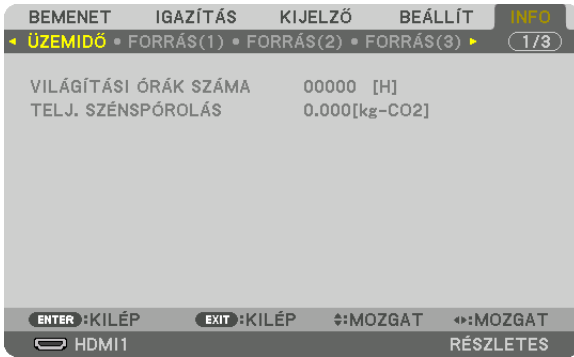 BEMENET IGAZÍTÁS KIJELZŐ BEÁLLÍT INFO
ÜZEMIDŐ • FORRÁS(1) • FORRÁS(2) • FORRÁS(3) 1/3
VILÁGÍTÁSI ÓRÁK SZÁMA 00000 [H]
TELJ. SZÉNSPÓROLÁS 0.000[kg-CO2]
ENTER :KILÉP EXIT :KILÉP :MOZGAT :MOZGAT
HDMI1 RÉSZLETES